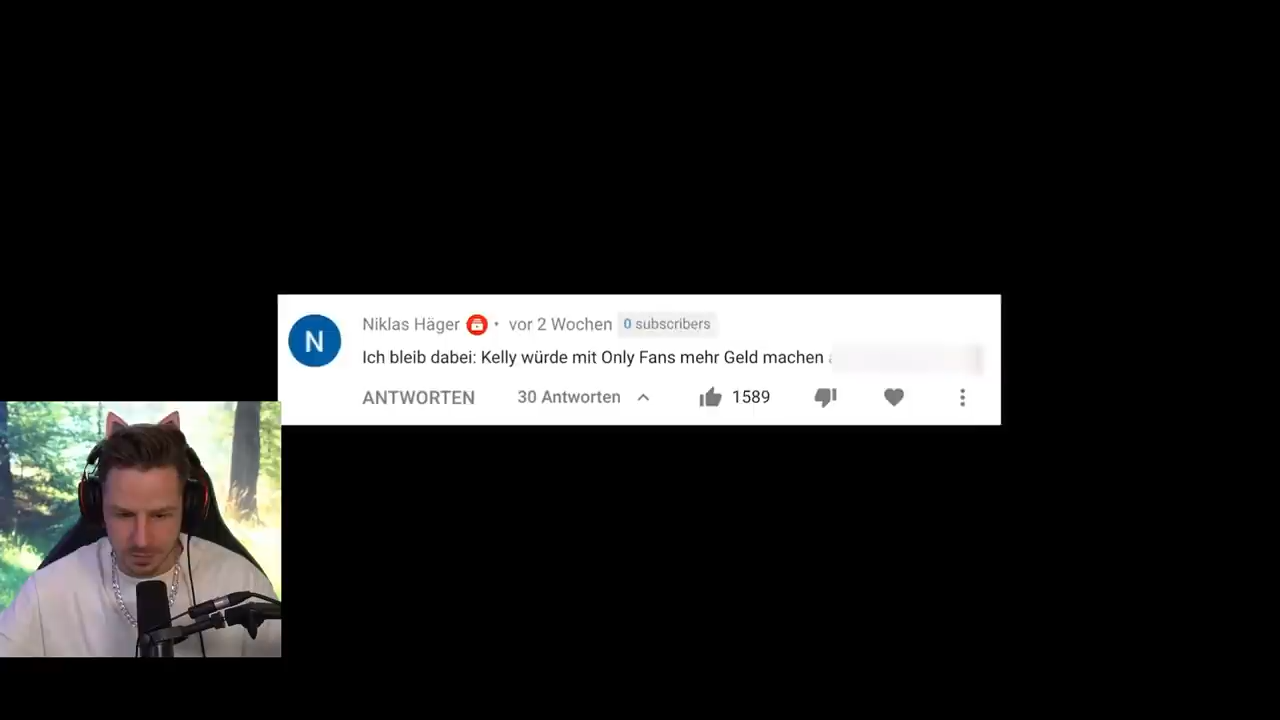 N
Niklas Häger • vor 2 Wochen 0 subscribers
Ich bleib dabei: Kelly würde mit Only Fans mehr Geld machen
ANTWORTEN 30 Antworten 1589